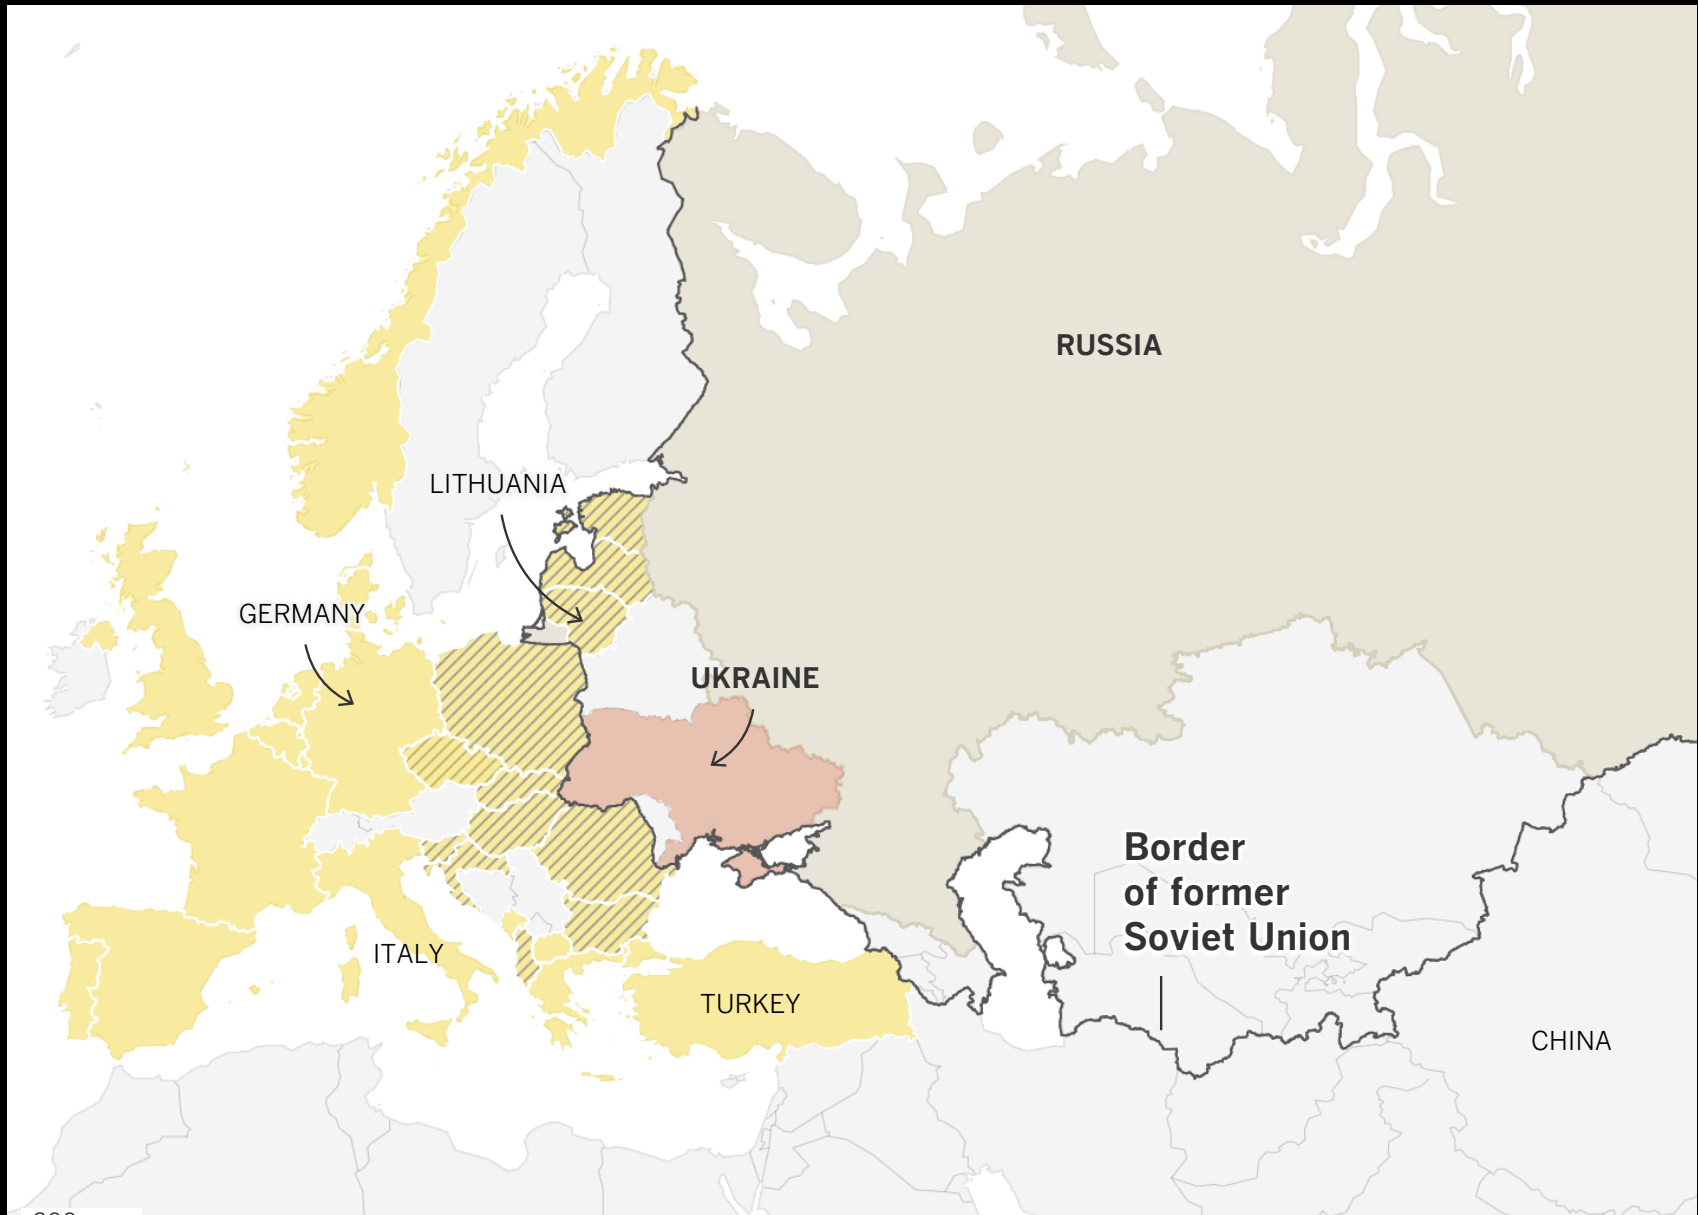 RUSSIA
LITHUANIA
GERMANY
UKRAINE
Border
of former
Soviet Union
ITALY
TURKEY
CHINA